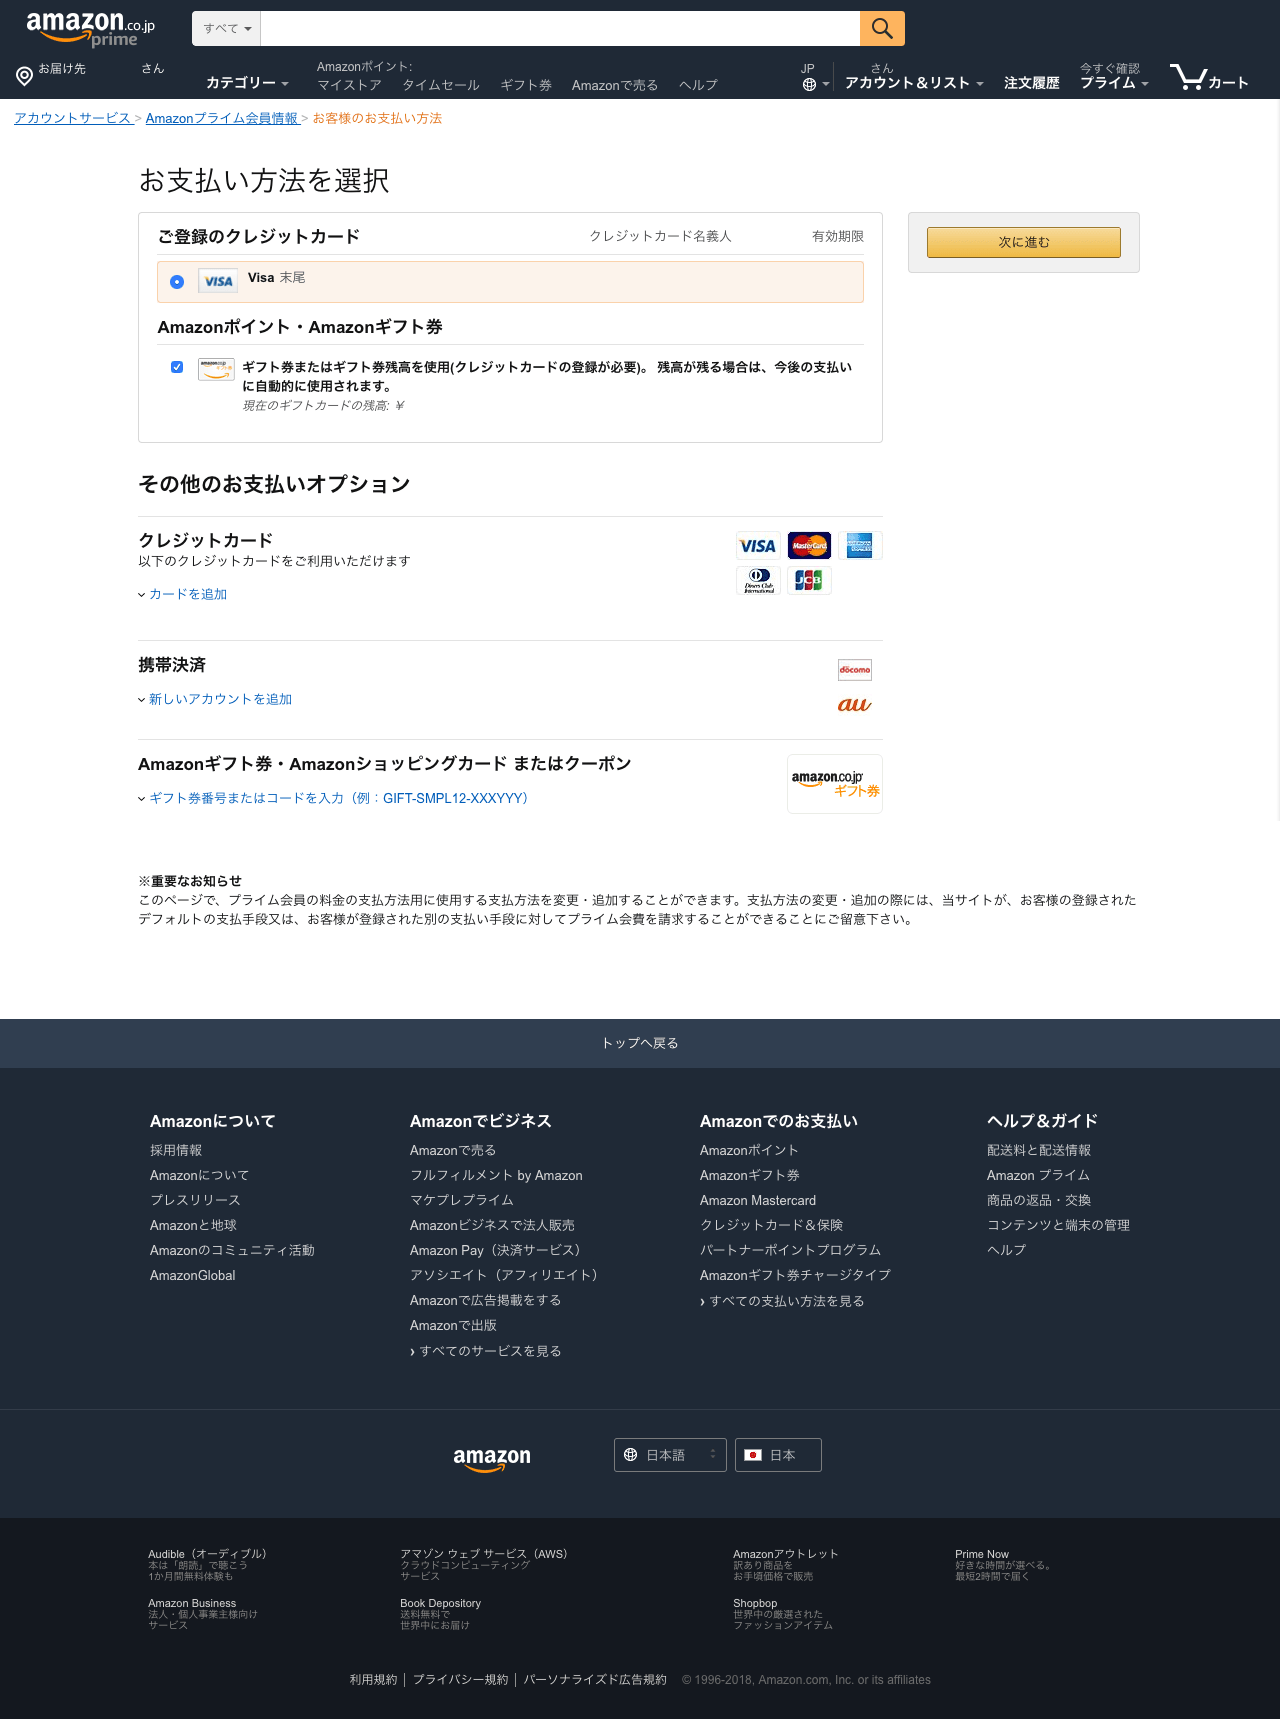 amazon.co.jp
prime
すべて
お届け先 さん
カテゴリー
Amazonポイント:
マイストア タイムセール ギフト券 Amazonで売る ヘルプ
JP
さん
アカウント＆リスト
注文履歴
今すぐ確認
プライム
カート
アカウントサービス > Amazonプライム会員情報 > お客様のお支払い方法
お支払い方法を選択
ご登録のクレジットカード クレジットカード名義人 有効期限
次に進む
VISA Visa 末尾
Amazonポイント・Amazonギフト券
amazon.co.jp ギフト券
ギフト券またはギフト券残高を使用(クレジットカードの登録が必要)。 残高が残る場合は、今後の支払い
に自動的に使用されます。
現在のギフトカードの残高: ￥
その他のお支払いオプション
クレジットカード
以下のクレジットカードをご利用いただけます
VISA MasterCard AMERICAN EXPRESS
Diners Club International JCB
カードを追加
携帯決済
döcomo
新しいアカウントを追加
au
Amazonギフト券・Amazonショッピングカード またはクーポン
amazon.co.jp
ギフト券
ギフト券番号またはコードを入力（例：GIFT-SMPL12-XXXYYY）
※重要なお知らせ
このページで、プライム会員の料金の支払方法用に使用する支払方法を変更・追加することができます。支払方法の変更・追加の際には、当サイトが、お客様の登録された
デフォルトの支払手段又は、お客様が登録された別の支払い手段に対してプライム会費を請求することができることにご留意下さい。
トップへ戻る
Amazonについて
採用情報
Amazonについて
プレスリリース
Amazonと地球
Amazonのコミュニティ活動
AmazonGlobal
Amazonでビジネス
Amazonで売る
フルフィルメント by Amazon
マケプレプライム
Amazonビジネスで法人販売
Amazon Pay（決済サービス）
アソシエイト（アフィリエイト）
Amazonで広告掲載をする
Amazonで出版
› すべてのサービスを見る
Amazonでのお支払い
Amazonポイント
Amazonギフト券
Amazon Mastercard
クレジットカード＆保険
パートナーポイントプログラム
Amazonギフト券チャージタイプ
› すべての支払い方法を見る
ヘルプ＆ガイド
配送料と配送情報
Amazon プライム
商品の返品・交換
コンテンツと端末の管理
ヘルプ
amazon 日本語 日本
Audible（オーディブル）
本は「朗読」で聴こう
1か月間無料体験も
アマゾン ウェブ サービス（AWS）
クラウドコンピューティング
サービス
Amazonアウトレット
訳あり商品を
お手頃価格で販売
Prime Now
好きな時間が選べる。
最短2時間で届く
Amazon Business
法人・個人事業主様向け
サービス
Book Depository
送料無料で
世界中にお届け
Shopbop
世界中の厳選された
ファッションアイテム
利用規約 | プライバシー規約 | パーソナライズド広告規約 © 1996-2018, Amazon.com, Inc. or its affiliates